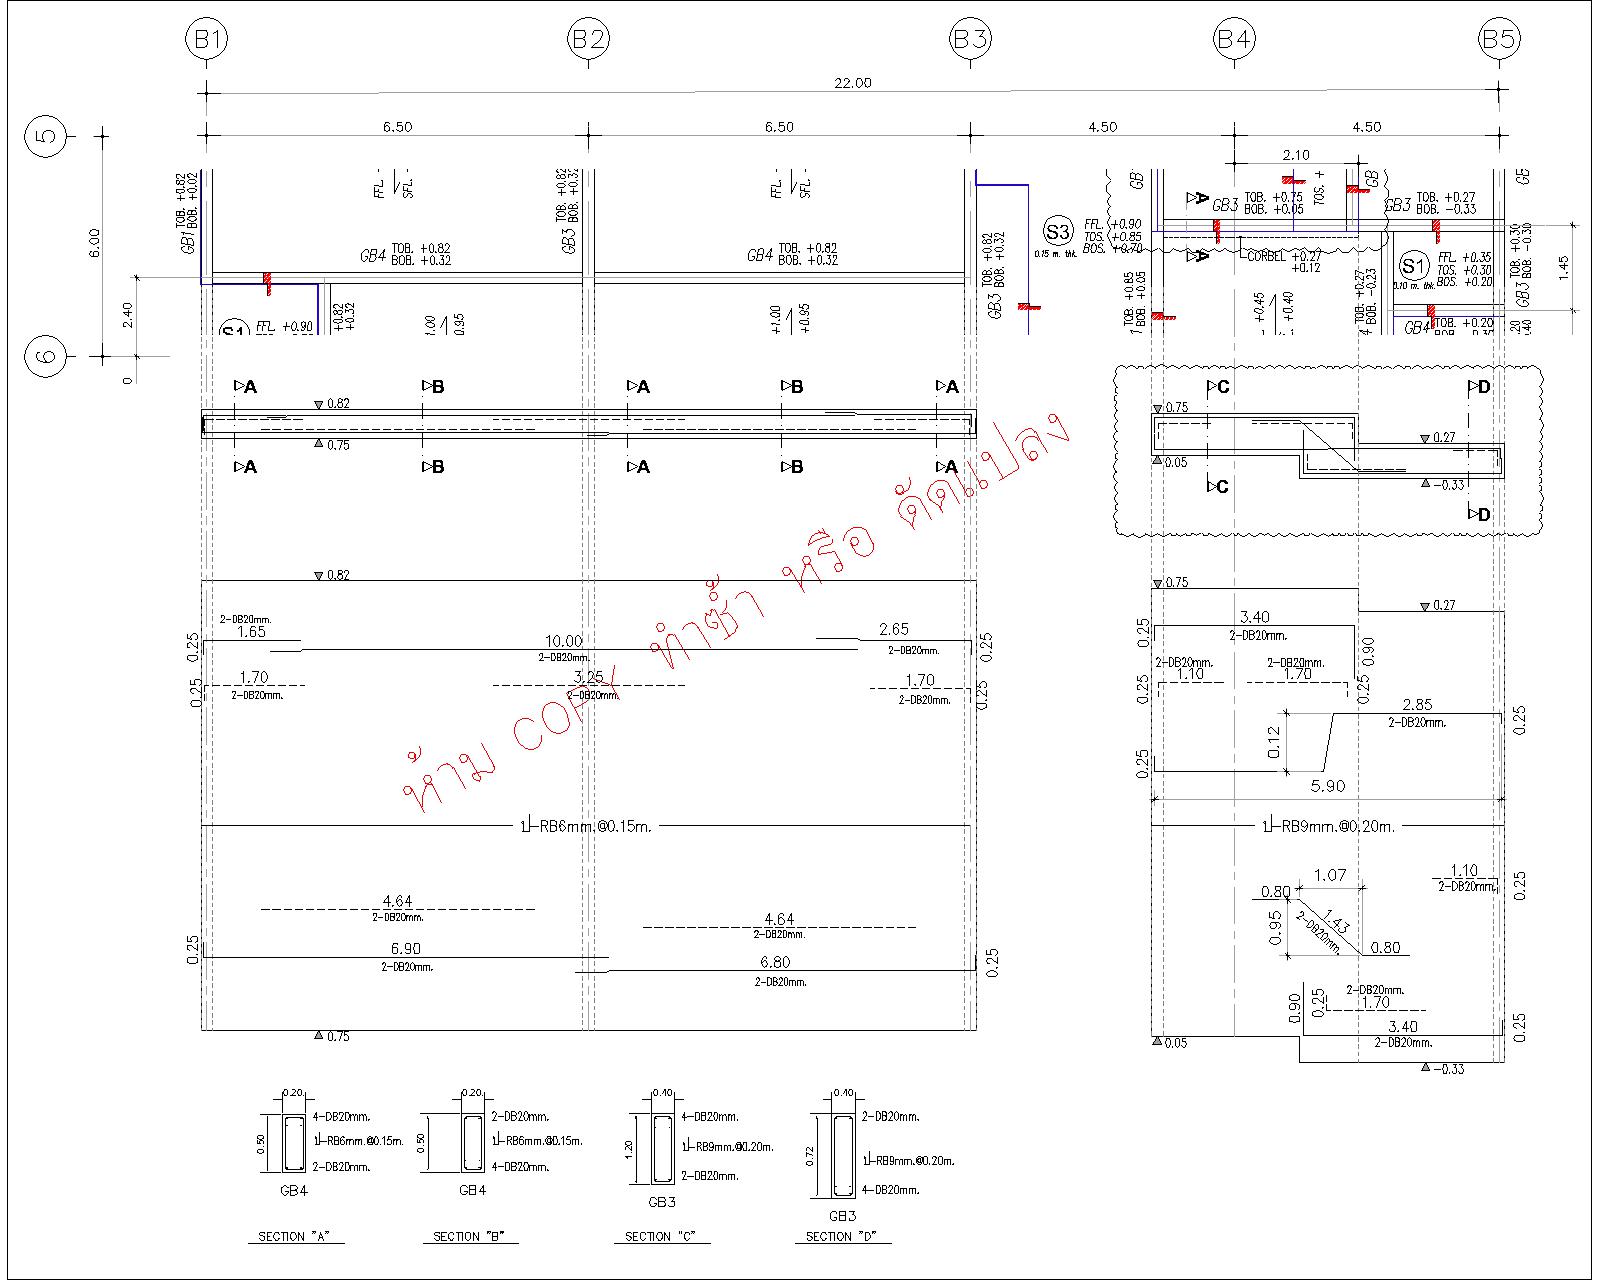 B1
B2
B3
B4
B5
22.00
5
6.50
6.50
4.50
4.50
2.10
6.00
GB1 TOB. +0.82
BOB. +0.02
FFL.
SFL.
GB3 TOB. +0.82
BOB. +0.32
FFL.
SFL.
GB4 TOB. +0.82
BOB. +0.32
GB4 TOB. +0.82
BOB. +0.32
GB3 TOB. +0.82
BOB. +0.32
S3
FFL. +0.90
TOS. +0.85
BOS. +0.70
0.15 m. thk.
GB
A
GB3 TOB. +0.75
BOB. +0.05
TOS. +
GB
GB3 TOB. +0.27
BOB. -0.33
GB
A
CORBEL +0.27
+0.12
S1
FFL. +0.35
TOS. +0.30
BOS. +0.20
0.10 m. thk.
GB3 TOB. +0.30
BOB. -0.30
1.45
2.40
S1
FFL. +0.90
+0.82
+0.32
1.00
0.95
+1.00
+0.95
TOB. +0.85
BOB. +0.05
+0.45
+0.40
TOB. +0.27
BOB. -0.23
GB4 TOB. +0.20
6
0
A
B
A
B
A
C
D
0.82
0.75
0.75
0.27
0.05
-0.33
A
B
A
B
A
C
D
ห้าม COPY ทำซ้ำ หรือ ดัดแปลง
0.82
0.75
0.27
2-DB20mm.
1.65
0.25
10.00
2-DB20mm.
2.65
2-DB20mm.
0.25
3.40
2-DB20mm.
0.25
0.90
1.70
2-DB20mm.
0.25
3.25
2-DB20mm.
1.70
2-DB20mm.
0.25
2-DB20mm.
1.10
0.25
2-DB20mm.
1.70
0.25
2.85
2-DB20mm.
0.25
0.12
0.25
5.90
RB6mm.@0.15m.
RB9mm.@0.20m.
1.07
1.10
2-DB20mm.
0.25
0.80
1.43
2-DB20mm.
0.95
0.80
4.64
2-DB20mm.
4.64
2-DB20mm.
6.90
2-DB20mm.
0.25
6.80
2-DB20mm.
0.25
2-DB20mm.
1.70
0.90
0.25
3.40
2-DB20mm.
0.25
0.75
0.05
-0.33
0.20
0.50
4-DB20mm.
RB6mm.@0.15m.
2-DB20mm.
GB4
SECTION "A"
0.20
0.50
2-DB20mm.
RB6mm.@0.15m.
4-DB20mm.
GB4
SECTION "B"
0.40
1.20
4-DB20mm.
RB9mm.@0.20m.
2-DB20mm.
GB3
SECTION "C"
0.40
0.72
2-DB20mm.
RB9mm.@0.20m.
4-DB20mm.
GB3
SECTION "D"